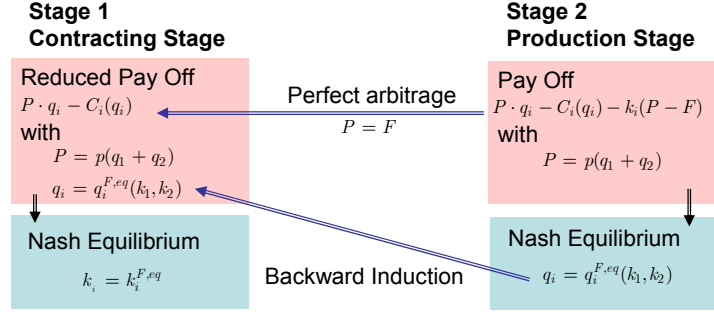 Stage 1
Contracting Stage
Reduced Pay Off
P · q_i − C_i(q_i)
with
P = p(q_1 + q_2)
q_i = q_i^{F,eq}(k_1, k_2)
Nash Equilibrium
k_i = k_i^{F,eq}
Perfect arbitrage
P = F
Backward Induction
Stage 2
Production Stage
Pay Off
P · q_i − C_i(q_i) − k_i(P − F)
with
P = p(q_1 + q_2)
Nash Equilibrium
q_i = q_i^{F,eq}(k_1, k_2)